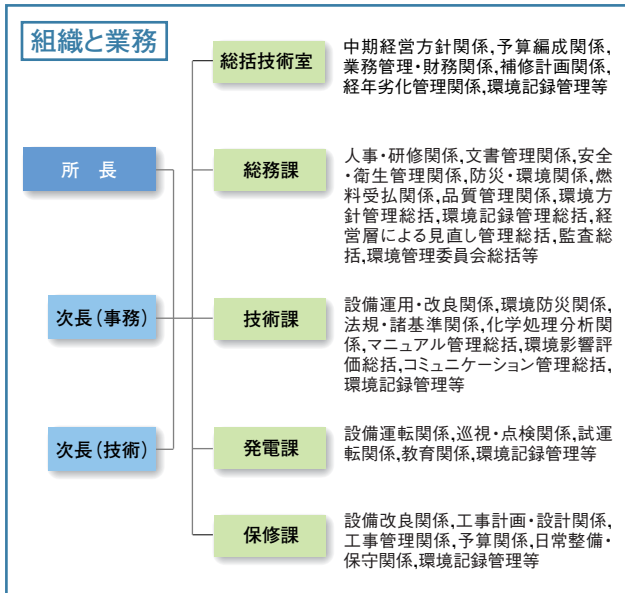 組織と業務
総括技術室
中期経営方針関係,予算編成関係,
業務管理・財務関係,補修計画関係,
経年劣化管理関係,環境記録管理等
所 長
総務課
人事・研修関係,文書管理関係,安全
・衛生管理関係,防災・環境関係,燃
料受払関係,品質管理関係,環境方
針管理総括,環境記録管理総括,経
営層による見直し管理総括,監査総
括,環境管理委員会総括等
次長(事務)
技術課
設備運用・改良関係,環境防災関係,
法規・諸基準関係,化学処理分析関
係,マニュアル管理総括,環境影響評
価総括,コミュニケーション管理総括,
環境記録管理等
次長(技術)
発電課
設備運転関係,巡視・点検関係,試運
転関係,教育関係,環境記録管理等
保修課
設備改良関係,工事計画・設計関係,
工事管理関係,予算関係,日常整備・
保守関係,環境記録管理等